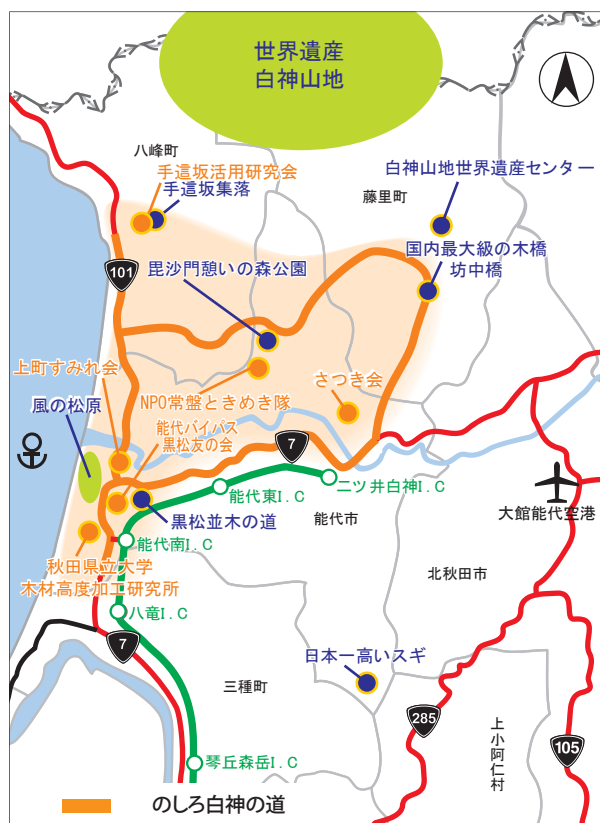 世界遺産
白神山地
八峰町
手這坂活用研究会
手這坂集落
白神山地世界遺産センター
藤里町
国内最大級の木橋
坊中橋
101
毘沙門憩いの森公園
上町すみれ会
NPO常盤ときめき隊
さつき会
風の松原
能代バイパス
黒松友の会
7
二ツ井白神I.C
能代東I.C
黒松並木の道
能代市
大館能代空港
能代南I.C
秋田県立大学
木材高度加工研究所
北秋田市
八竜I.C
7
日本一高いスギ
三種町
285
上小阿仁村
105
琴丘森岳I.C
のしろ白神の道